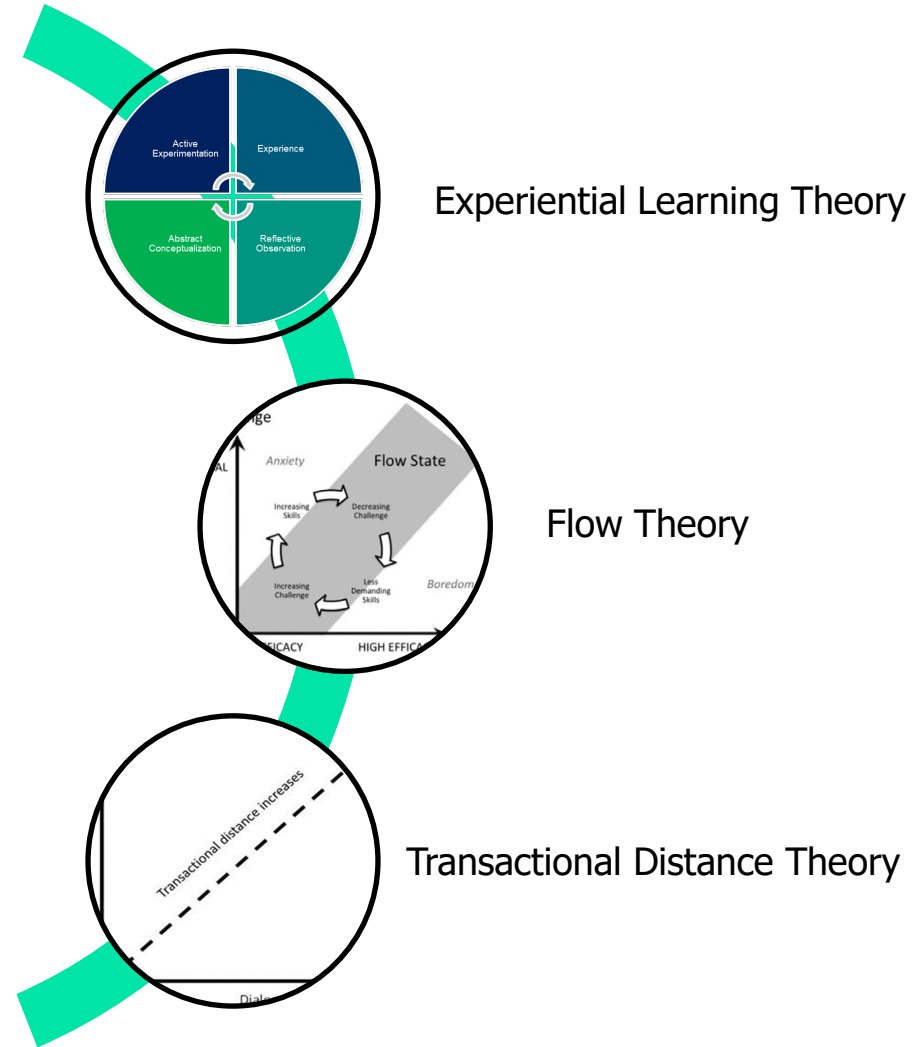 Active
Experimentation
Experience
Abstract
Conceptualization
Reflective
Observation
Experiential Learning Theory
Anxiety
Flow State
Increasing
Skills
Decreasing
Challenge
Increasing
Challenge
Less
Demanding
Skills
Boredom
HIGH
Flow Theory
Transactional distance increases
Transactional Distance Theory